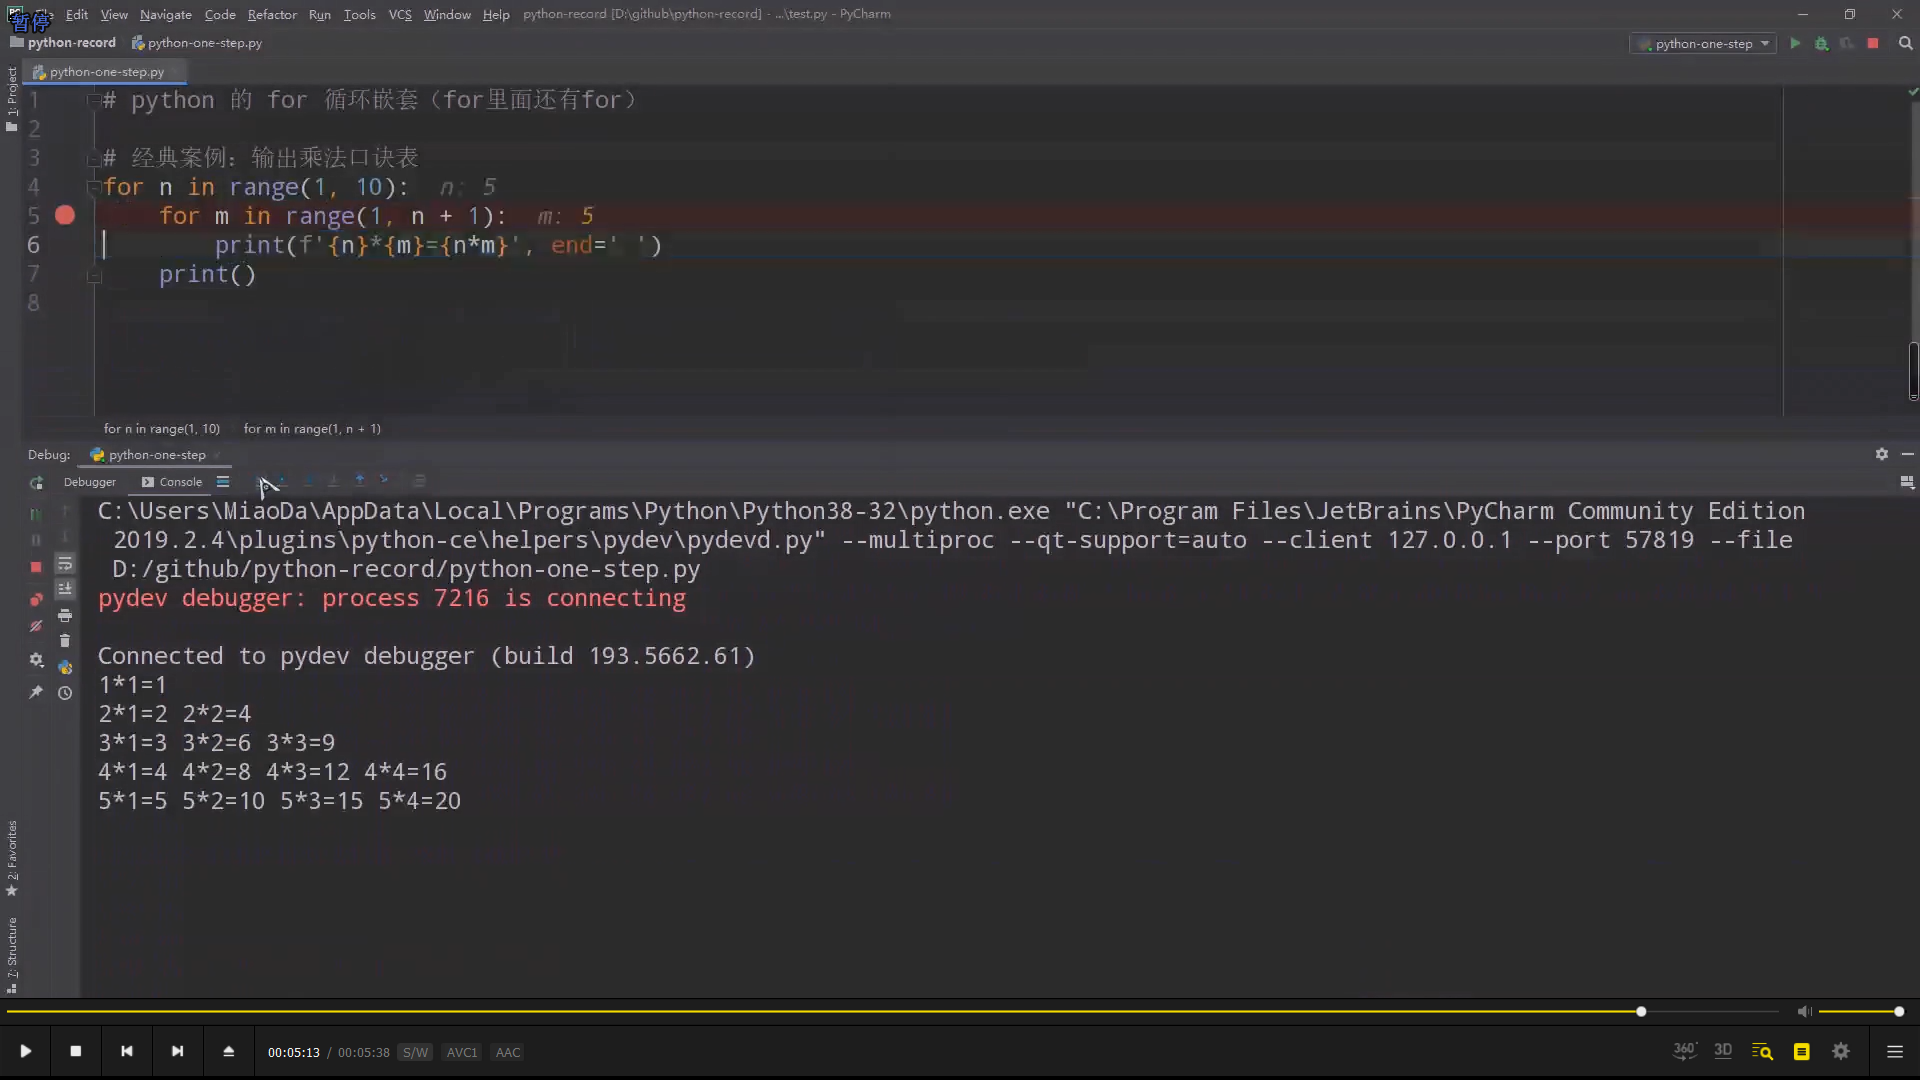 暂停
Edit View Navigate Code Refactor Run Tools VCS Window Help python-record [D:\github\python-record] - ...\test.py - PyCharm
python-record python-one-step.py
python-one-step
python-one-step.py
1: Project
1 # python 的 for 循环嵌套（for里面还有for）
2
3 # 经典案例：输出乘法口诀表
4 for n in range(1, 10): n: 5
5 for m in range(1, n + 1): m: 5
6 print(f'{n}*{m}={n*m}', end=' ')
7 print()
8
for n in range(1, 10) for m in range(1, n + 1)
Debug: python-one-step
Debugger Console
C:\Users\MiaoDa\AppData\Local\Programs\Python\Python38-32\python.exe "C:\Program Files\JetBrains\PyCharm Community Edition
2019.2.4\plugins\python-ce\helpers\pydev\pydevd.py" --multiproc --qt-support=auto --client 127.0.0.1 --port 57819 --file
D:/github/python-record/python-one-step.py
pydev debugger: process 7216 is connecting
Connected to pydev debugger (build 193.5662.61)
1*1=1
2*1=2 2*2=4
3*1=3 3*2=6 3*3=9
4*1=4 4*2=8 4*3=12 4*4=16
5*1=5 5*2=10 5*3=15 5*4=20
2: Favorites
7: Structure
00:05:13 / 00:05:38 S/W AVC1 AAC
360° 3D